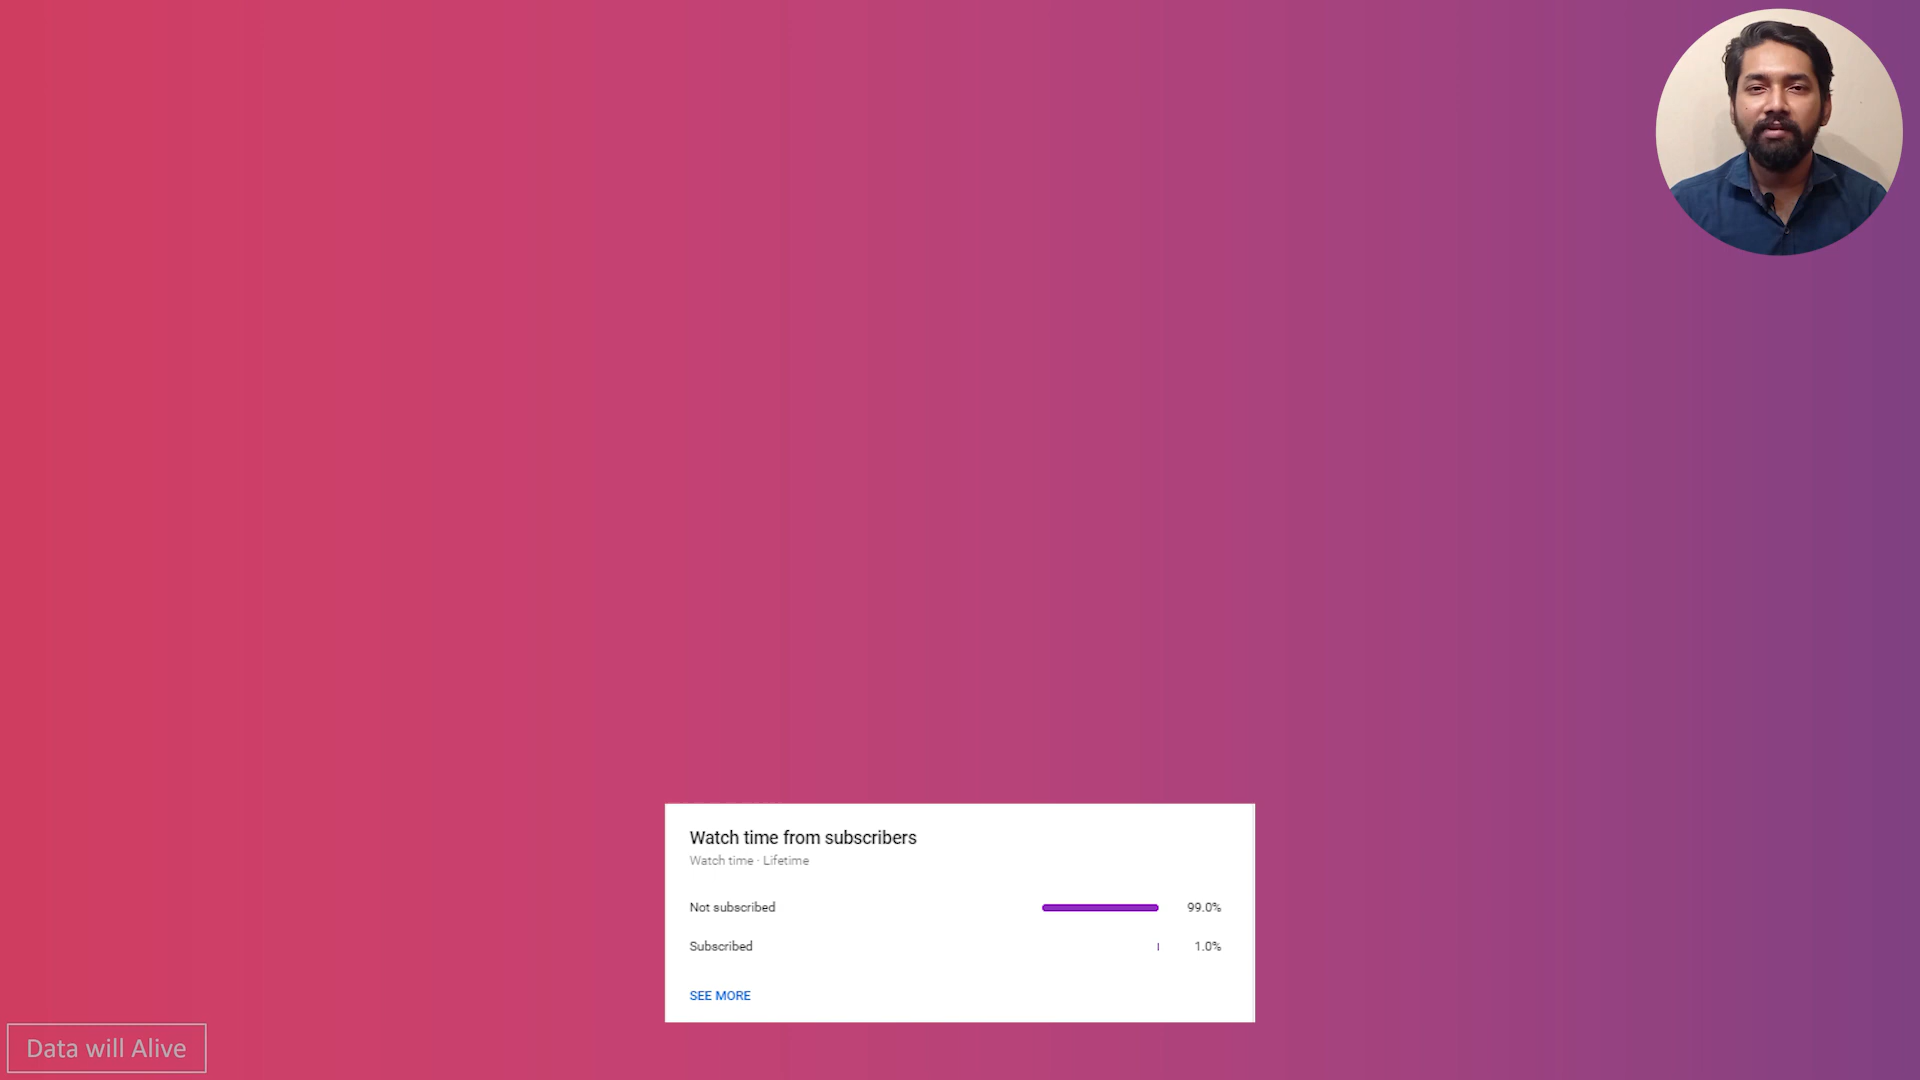 Watch time from subscribers
Watch time · Lifetime
Not subscribed 99.0%
Subscribed 1.0%
SEE MORE
Data will Alive